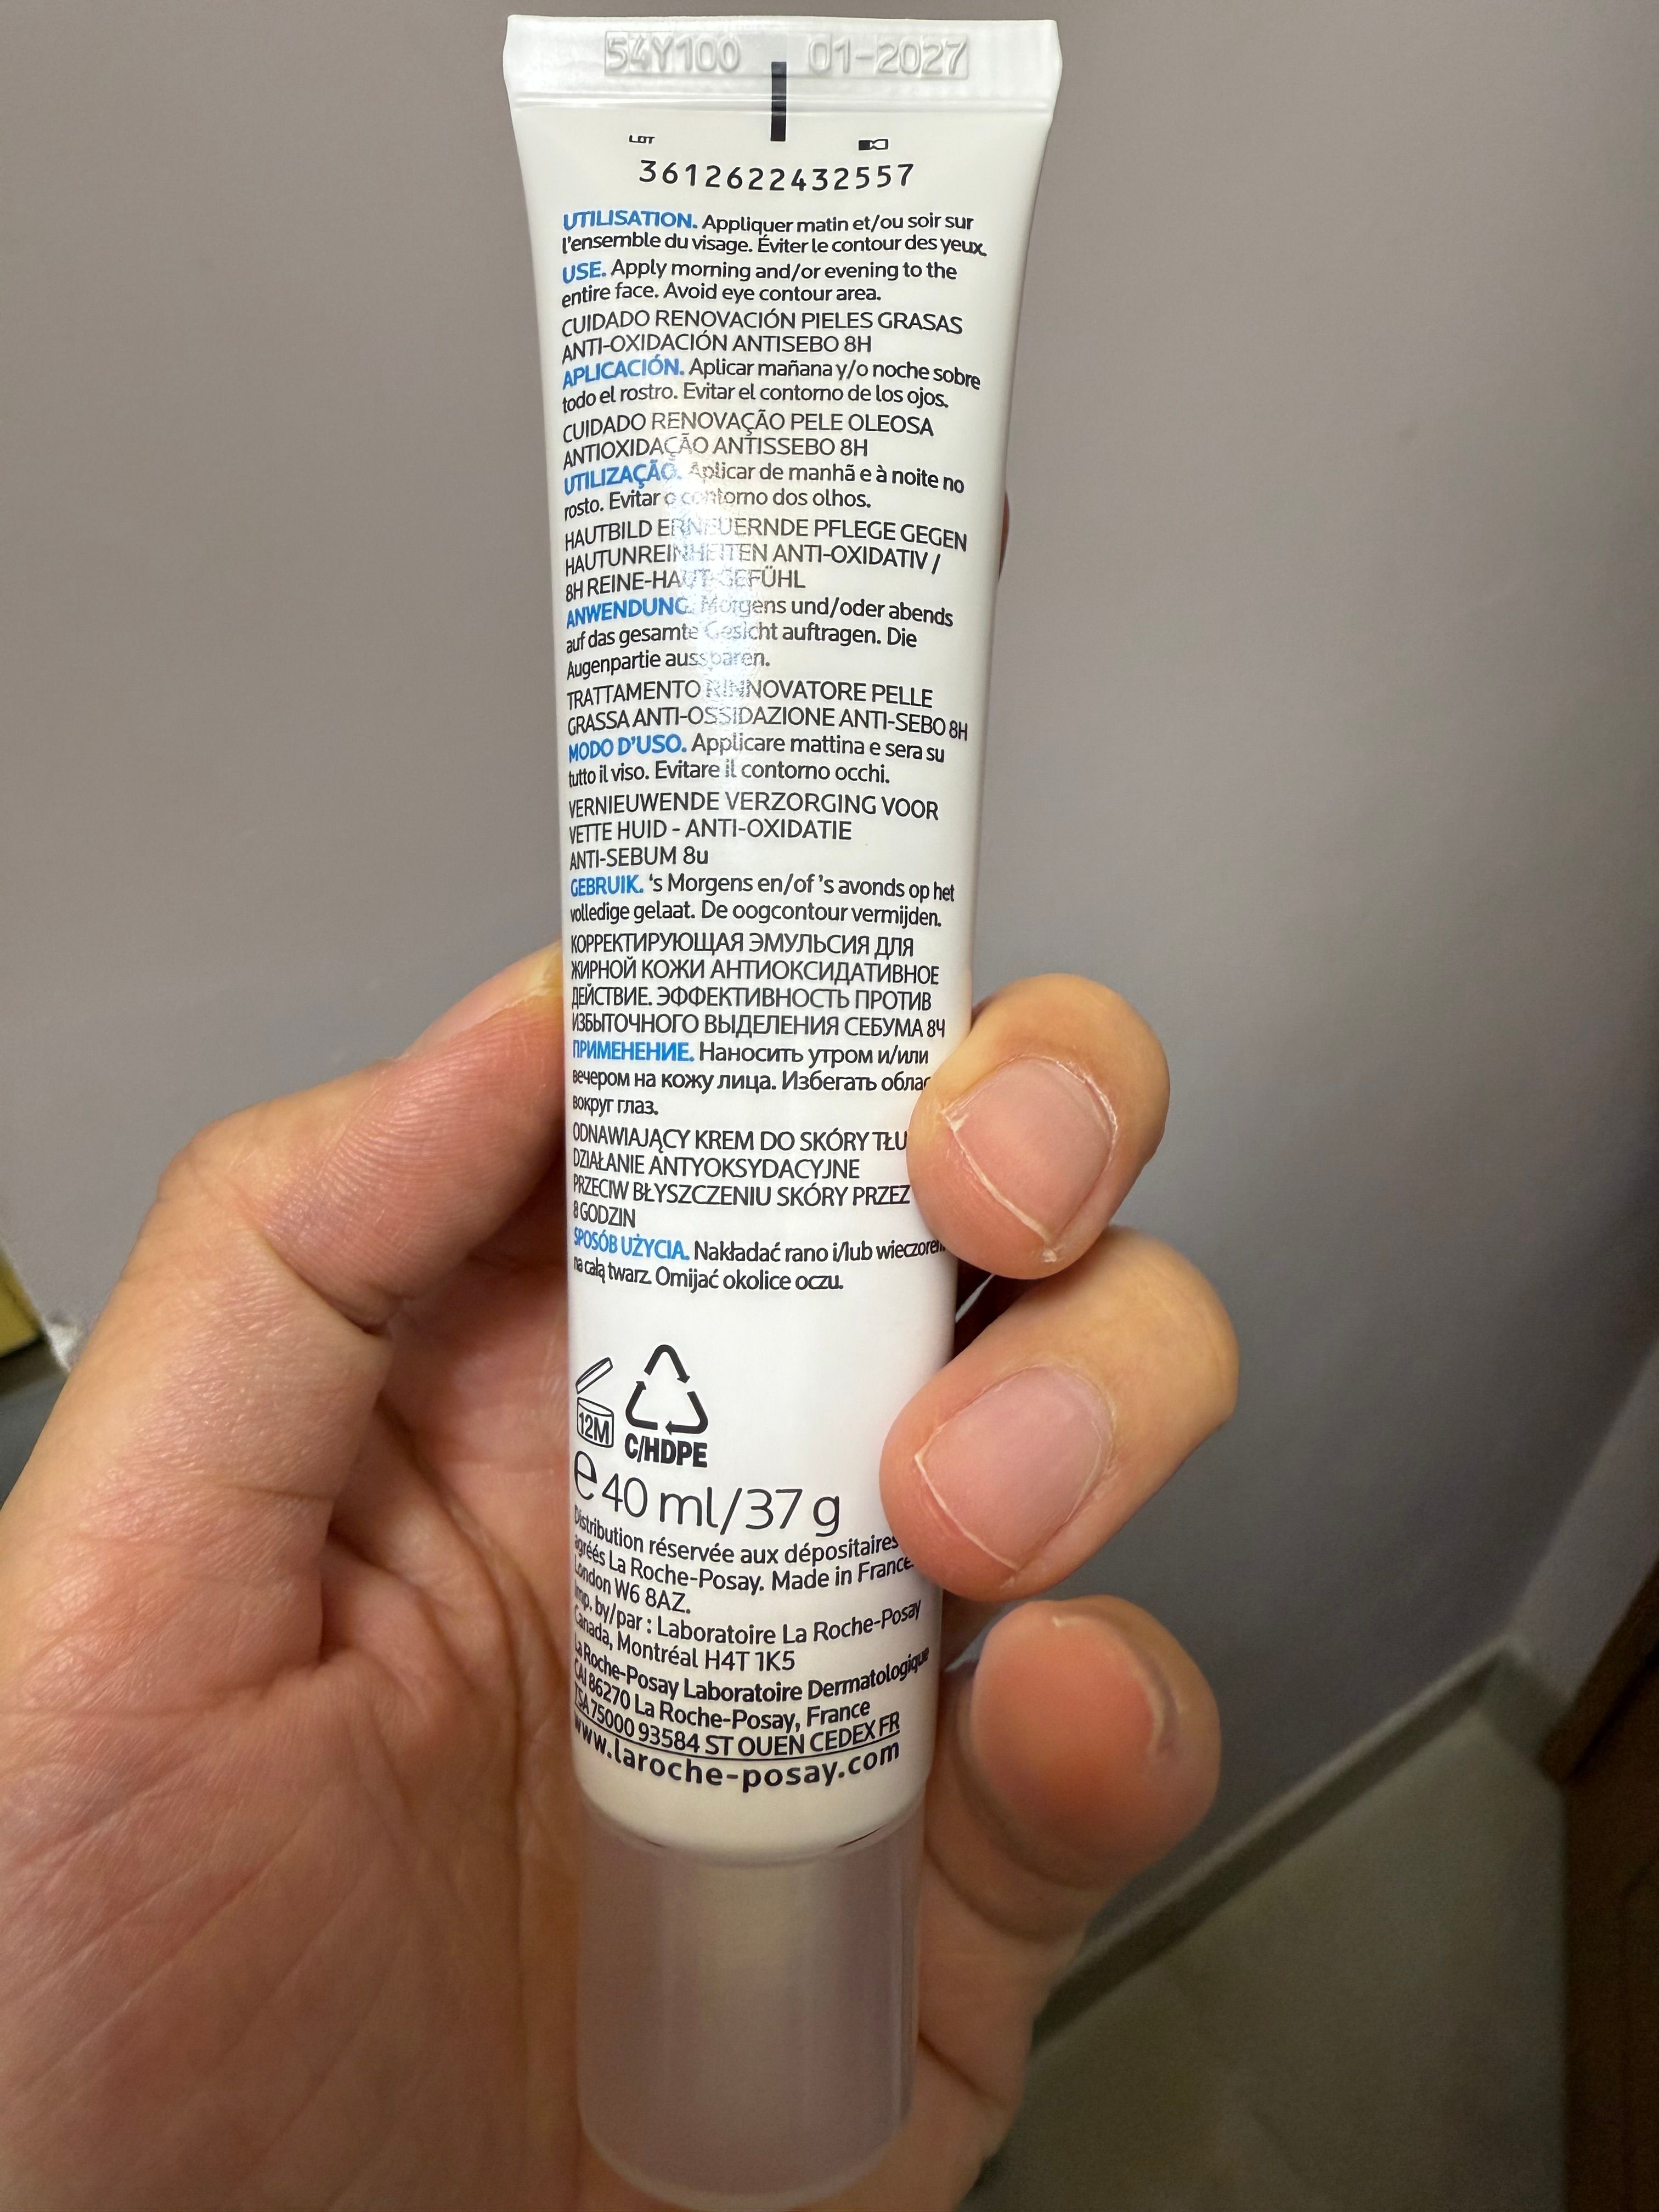 54Y100 01-2027
LOT
3612622432557
UTILISATION. Appliquer matin et/ou soir sur
l'ensemble du visage. Éviter le contour des yeux.
USE. Apply morning and/or evening to the
entire face. Avoid eye contour area.
CUIDADO RENOVACIÓN PIELES GRASAS
ANTI-OXIDACIÓN ANTISEBO 8H
APLICACIÓN. Aplicar mañana y/o noche sobre
todo el rostro. Evitar el contorno de los ojos.
CUIDADO RENOVAÇÃO PELE OLEOSA
ANTIOXIDAÇÃO ANTISSEBO 8H
UTILIZAÇÃO. Aplicar de manhã e à noite no
rosto. Evitar o contorno dos olhos.
HAUTBILD ERNEUERNDE PFLEGE GEGEN
HAUTUNREINHEITEN ANTI-OXIDATIV /
8H REINE-HAUT-GEFÜHL
ANWENDUNG. Morgens und/oder abends
auf das gesamte Gesicht auftragen. Die
Augenpartie aussparen.
TRATTAMENTO RINNOVATORE PELLE
GRASSA ANTI-OSSIDAZIONE ANTI-SEBO 8H
MODO D'USO. Applicare mattina e sera su
tutto il viso. Evitare il contorno occhi.
VERNIEUWENDE VERZORGING VOOR
VETTE HUID - ANTI-OXIDATIE
ANTI-SEBUM 8u
GEBRUIK. 's Morgens en/of 's avonds op het
volledige gelaat. De oogcontour vermijden.
КОРРЕКТИРУЮЩАЯ ЭМУЛЬСИЯ ДЛЯ
ЖИРНОЙ КОЖИ АНТИОКСИДАТИВНОЕ
ДЕЙСТВИЕ. ЭФФЕКТИВНОСТЬ ПРОТИВ
ИЗБЫТОЧНОГО ВЫДЕЛЕНИЯ СЕБУМА 8Ч
ПРИМЕНЕНИЕ. Наносить утром и/или
вечером на кожу лица. Избегать
вокруг глаз.
ODNAWIAJĄCY KREM DO SKÓRY
DZIAŁANIE ANTYOKSYDACYJNE
PRZECIW BŁYSZCZENIU SKÓRY PRZEZ
8 GODZIN
SPOSÓB UŻYCIA. Nakładać rano i/lub
na całą twarz. Omijać okolice oczu.
12M
C/HDPE
e 40 ml/37 g
Distribution réservée aux dépositaires
agréés La Roche-Posay. Made in France.
London W6 8AZ.
Imp. by/par : Laboratoire La Roche-Posay
Canada, Montréal H4T 1K5
La Roche-Posay Laboratoire Dermatologique
CAI 86270 La Roche-Posay, France
TSA 75000 93584 ST OUEN CEDEX FR
www.laroche-posay.com